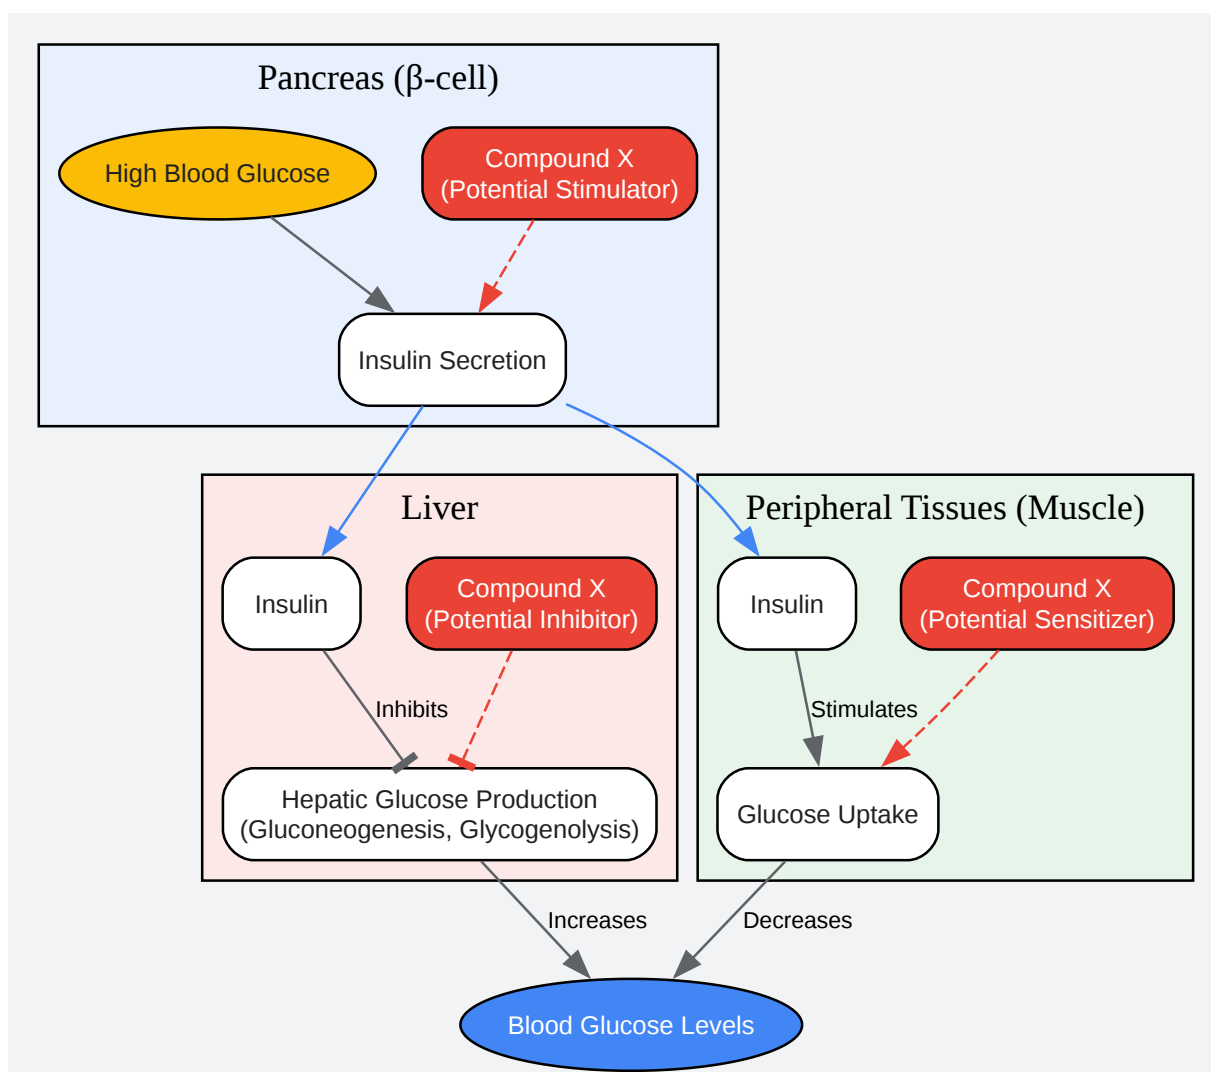 Pancreas (β-cell)
High Blood Glucose
Compound X
(Potential Stimulator)
Insulin Secretion
Liver
Insulin
Compound X
(Potential Inhibitor)
Inhibits
Hepatic Glucose Production
(Gluconeogenesis, Glycogenolysis)
Peripheral Tissues (Muscle)
Insulin
Compound X
(Potential Sensitizer)
Stimulates
Glucose Uptake
Increases
Decreases
Blood Glucose Levels